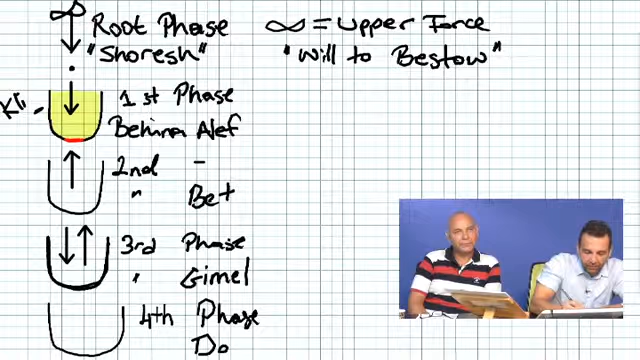 ∞ Root Phase
"Shoresh"
∞ = Upper Force
"Will to Bestow"
Kli
1st Phase
Behina Alef
2nd -
" Bet
3rd Phase
" Gimel
4th Phase
Da